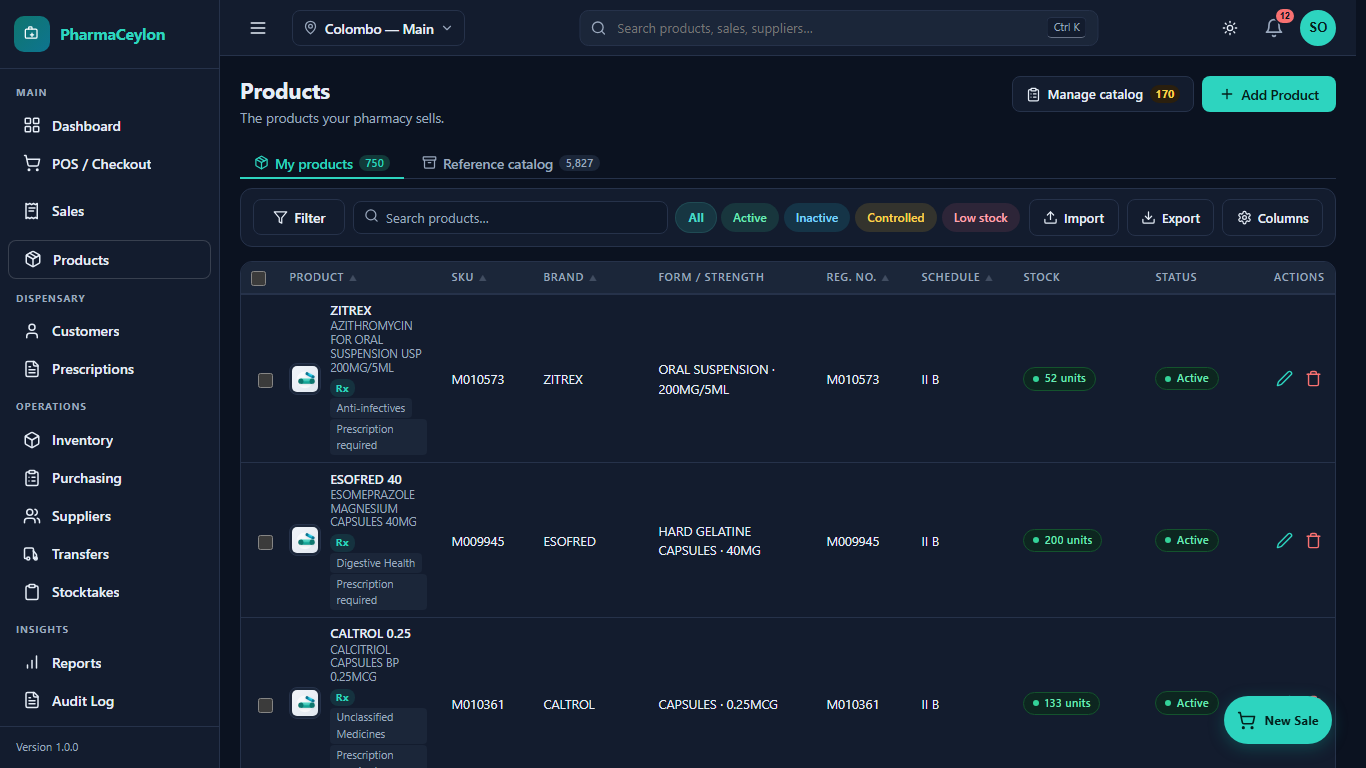 PharmaCeylon
Colombo — Main
Search products, sales, suppliers...
Ctrl K
12
SO
MAIN
Dashboard
POS / Checkout
Sales
Products
DISPENSARY
Customers
Prescriptions
OPERATIONS
Inventory
Purchasing
Suppliers
Transfers
Stocktakes
INSIGHTS
Reports
Audit Log
Version 1.0.0
Products
The products your pharmacy sells.
Manage catalog 170
+ Add Product
My products 750
Reference catalog 5,827
Filter
Search products...
All
Active
Inactive
Controlled
Low stock
Import
Export
Columns
PRODUCT ▲ SKU ▲ BRAND ▲ FORM / STRENGTH REG. NO. ▲ SCHEDULE ▲ STOCK STATUS ACTIONS
ZITREX
AZITHROMYCIN
FOR ORAL
SUSPENSION USP
200MG/5ML
Rx
Anti-infectives
Prescription
required
M010573
ZITREX
ORAL SUSPENSION ·
200MG/5ML
M010573
II B
52 units
Active
ESOFRED 40
ESOMEPRAZOLE
MAGNESIUM
CAPSULES 40MG
Rx
Digestive Health
Prescription
required
M009945
ESOFRED
HARD GELATINE
CAPSULES · 40MG
M009945
II B
200 units
Active
CALTROL 0.25
CALCITRIOL
CAPSULES BP
0.25MCG
Rx
Unclassified
Medicines
Prescription
M010361
CALTROL
CAPSULES · 0.25MCG
M010361
II B
133 units
Active
New Sale